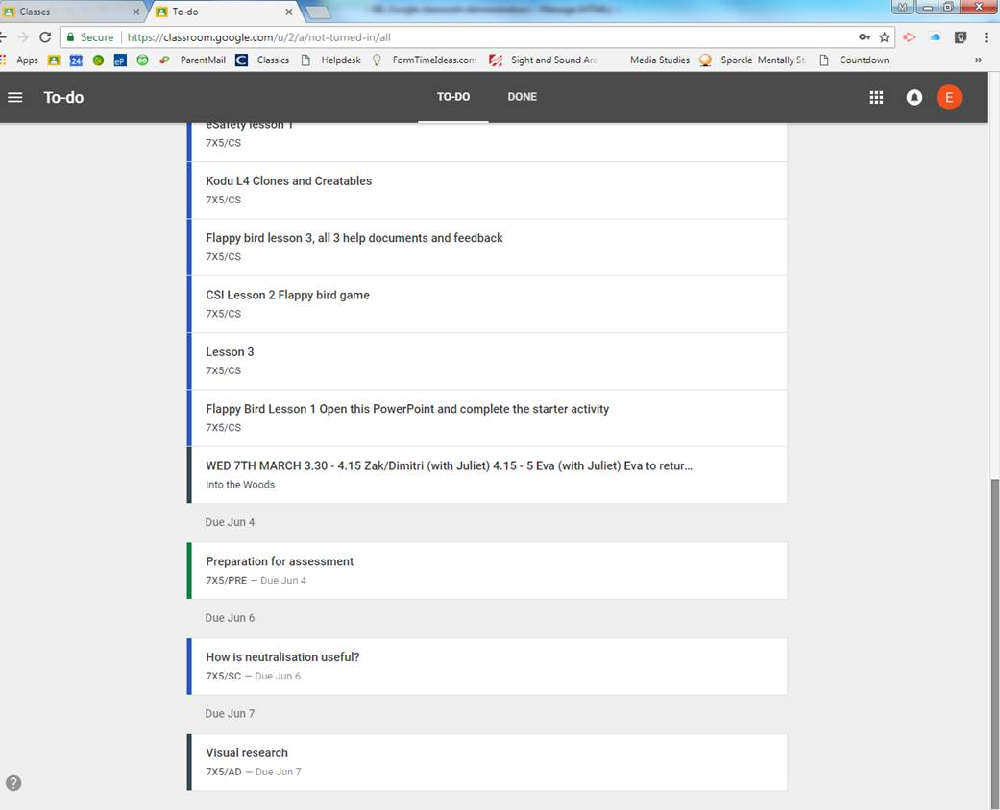 Classes
To-do
Secure
https://classroom.google.com/u/2/a/not-turned-in/all
Apps 24 eP GO ParentMail C Classics Helpdesk FormTimeIdeas.com Sight and Sound Arc Media Studies Sporcle Mentally St Countdown »
To-do TO-DO DONE E
eSafety lesson 1
7X5/CS
Kodu L4 Clones and Creatables
7X5/CS
Flappy bird lesson 3, all 3 help documents and feedback
7X5/CS
CSI Lesson 2 Flappy bird game
7X5/CS
Lesson 3
7X5/CS
Flappy Bird Lesson 1 Open this PowerPoint and complete the starter activity
7X5/CS
WED 7TH MARCH 3.30 - 4.15 Zak/Dimitri (with Juliet) 4.15 - 5 Eva (with Juliet) Eva to retur...
Into the Woods
Due Jun 4
Preparation for assessment
7X5/PRE — Due Jun 4
Due Jun 6
How is neutralisation useful?
7X5/SC — Due Jun 6
Due Jun 7
Visual research
7X5/AD — Due Jun 7
?